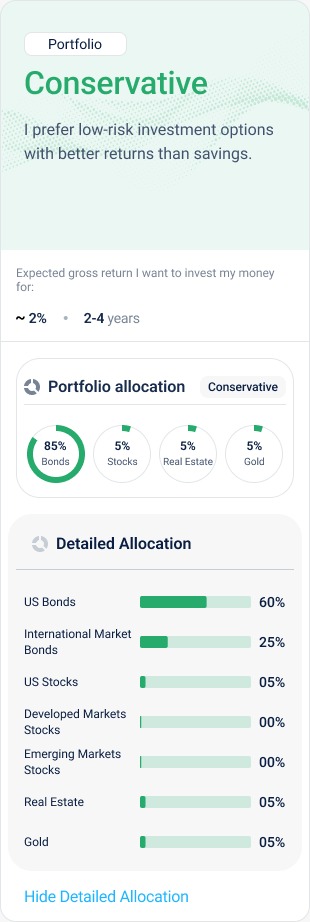 Portfolio
Conservative
I prefer low-risk investment options
with better returns than savings.
Expected gross return I want to invest my money
for:
~ 2% • 2-4 years
Portfolio allocation Conservative
85% 5% 5% 5%
Bonds Stocks Real Estate Gold
Detailed Allocation
US Bonds 60%
International Market
Bonds 25%
US Stocks 05%
Developed Markets
Stocks 00%
Emerging Markets
Stocks 00%
Real Estate 05%
Gold 05%
Hide Detailed Allocation